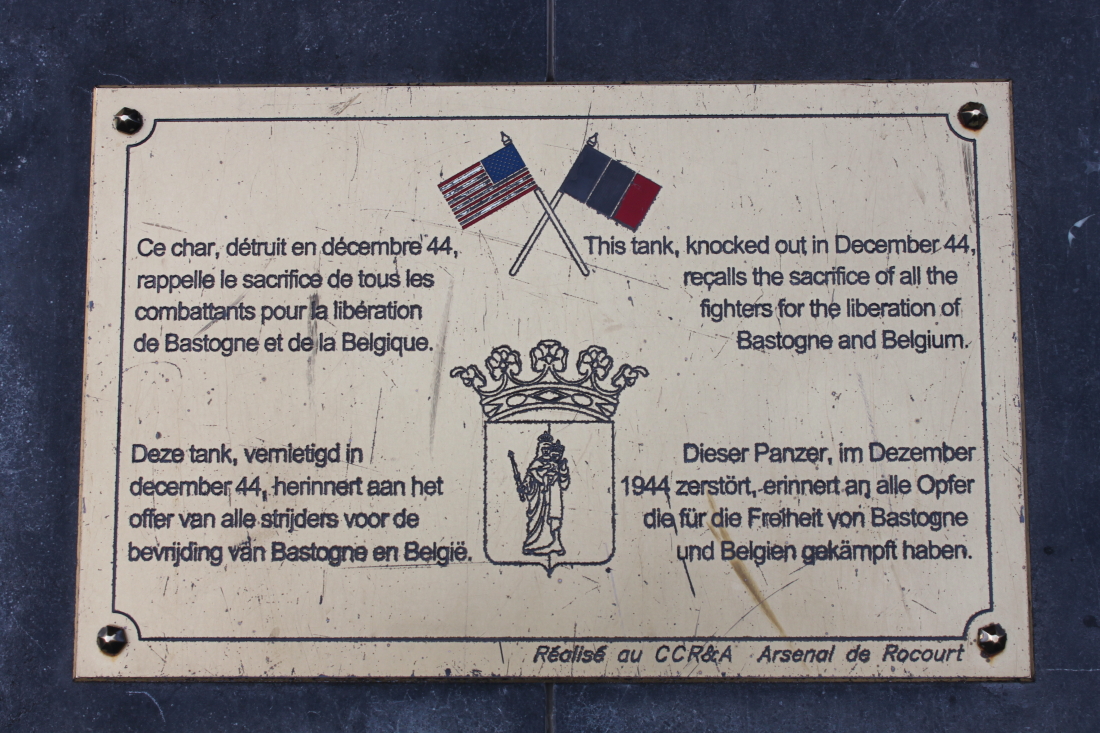 Ce char, détruit en décembre 44,
rappelle le sacrifice de tous les
combattants pour la libération
de Bastogne et de la Belgique.
This tank, knocked out in December 44,
reçalls the sacrifice of all the
fighters for the liberation of
Bastogne and Belgium.
Deze tank, vernietigd in
december 44, herinnert aan het
offer van alle strijders voor de
bevrijding van Bastogne en België.
Dieser Panzer, im Dezember
1944 zerstört, erinnert an alle Opfer
die für die Freiheit von Bastogne
und Belgien gekämpft haben.
Réalisé au CCR&A Arsenal de Rocourt